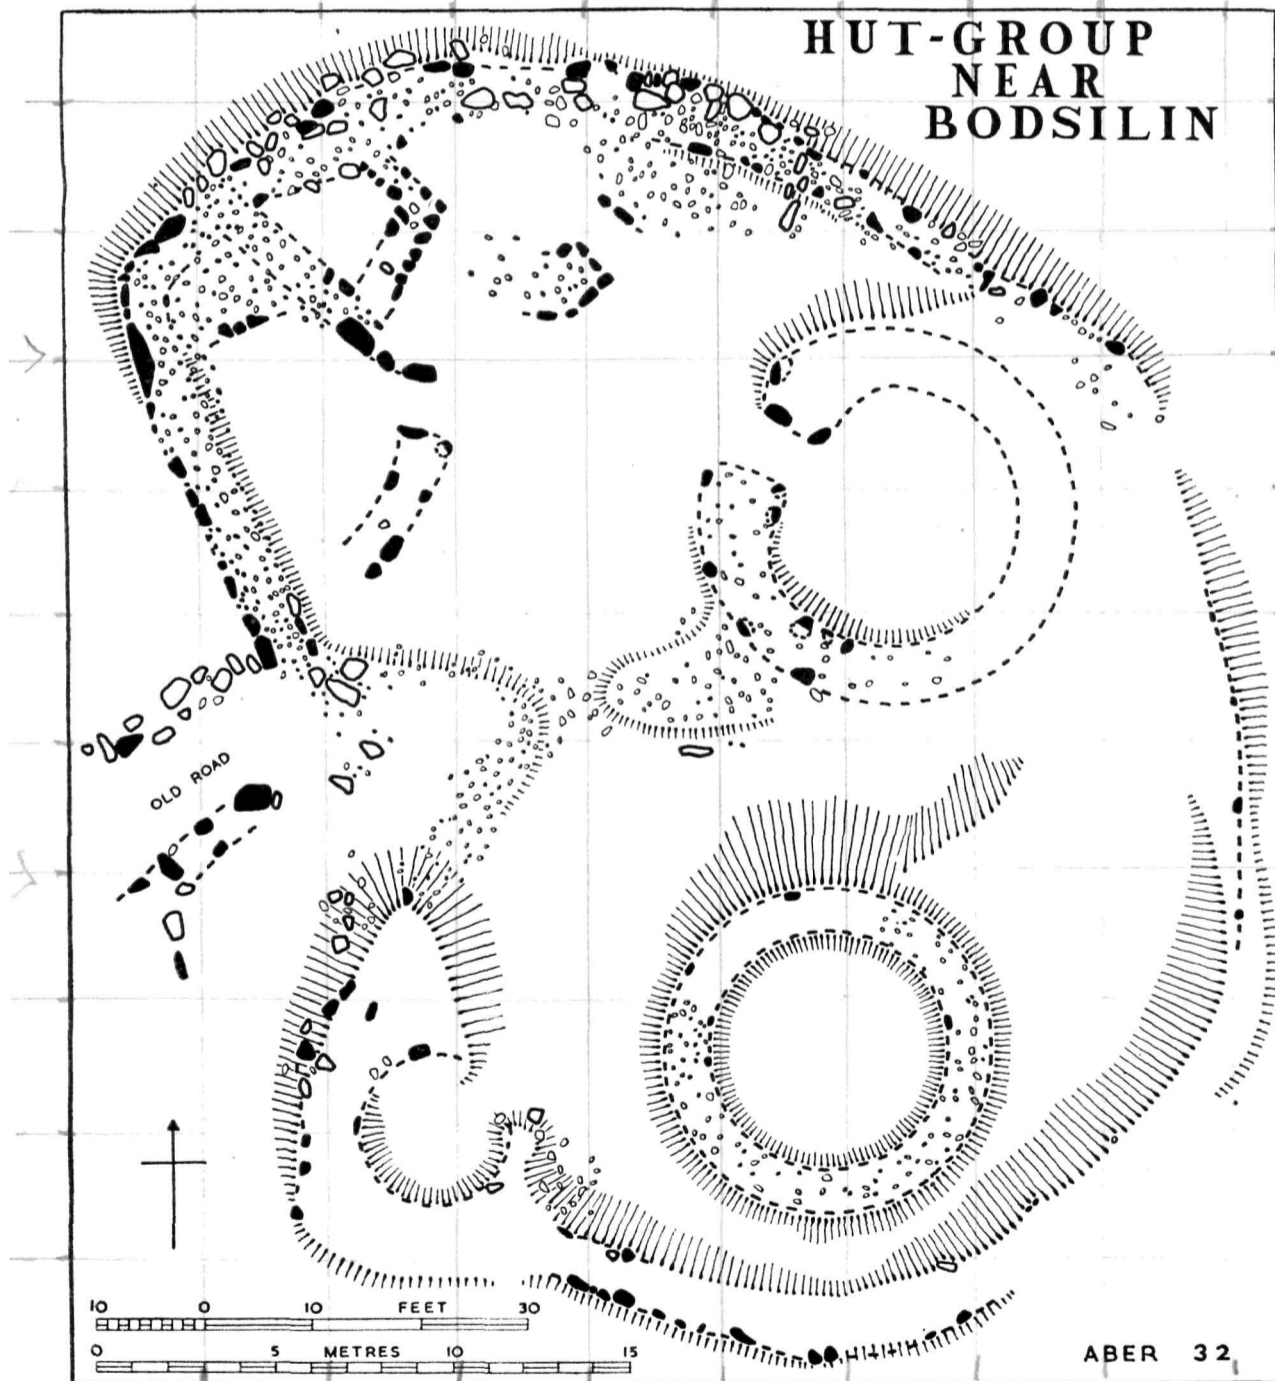 HUT-GROUP
NEAR
BODSILIN
OLD ROAD
10 0 10 FEET 30
0 5 METRES 10 15
ABER 32